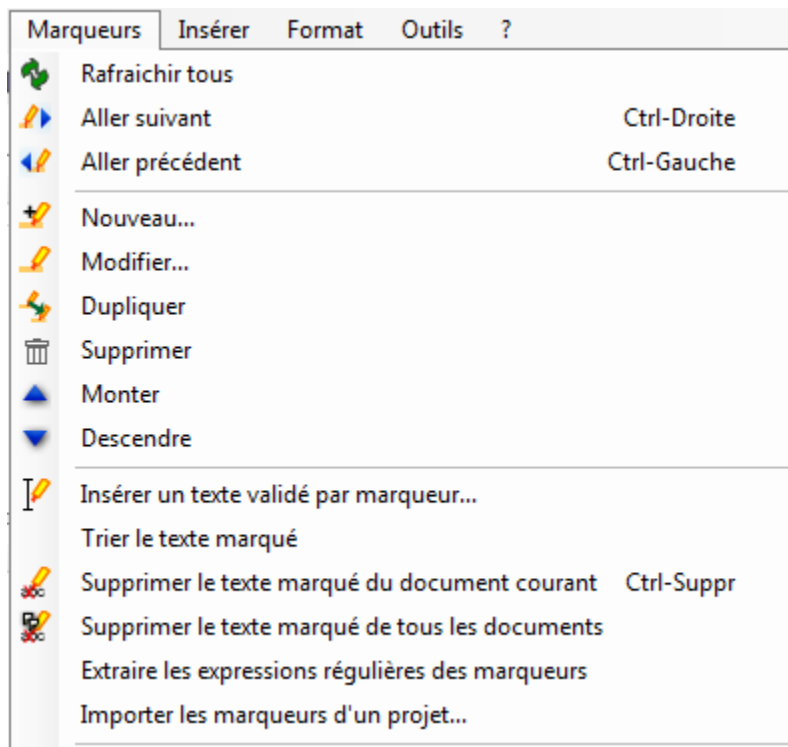 Marqueurs Insérer Format Outils ?
Rafraichir tous
Aller suivant Ctrl-Droite
Aller précédent Ctrl-Gauche
Nouveau...
Modifier...
Dupliquer
Supprimer
Monter
Descendre
Insérer un texte validé par marqueur...
Trier le texte marqué
Supprimer le texte marqué du document courant Ctrl-Suppr
Supprimer le texte marqué de tous les documents
Extraire les expressions régulières des marqueurs
Importer les marqueurs d'un projet...